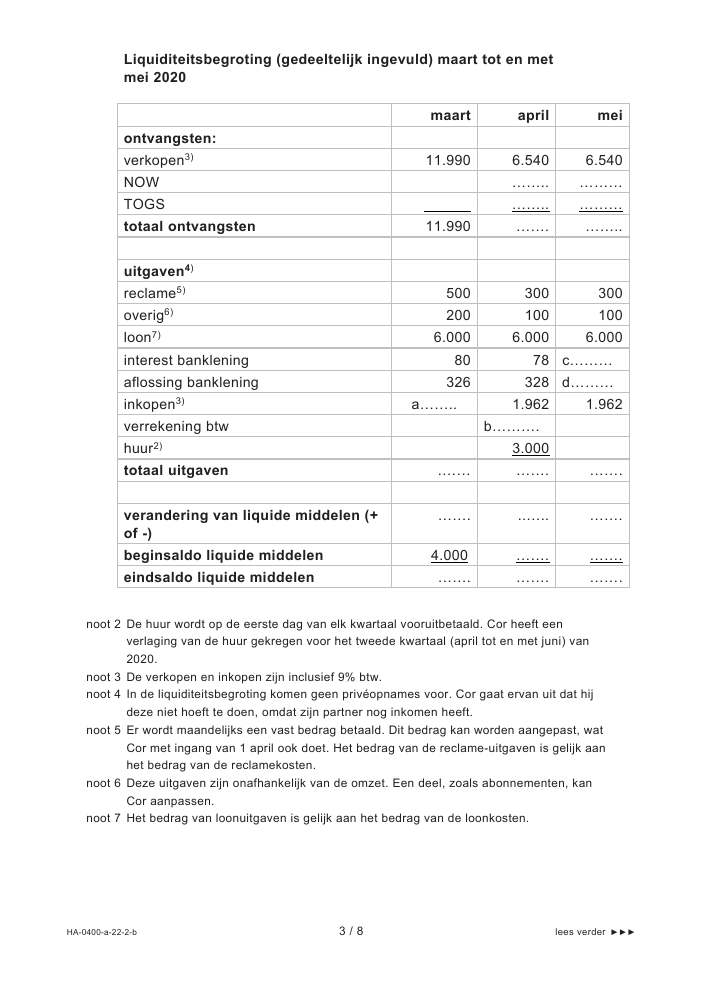 Liquiditeitsbegroting (gedeeltelijk ingevuld) maart tot en met
mei 2020
maart april mei
ontvangsten:
verkopen3) 11.990 6.540 6.540
NOW …….. ………
TOGS ______ …….. ………
totaal ontvangsten 11.990 ……. ……..
uitgaven4)
reclame5) 500 300 300
overig6) 200 100 100
loon7) 6.000 6.000 6.000
interest banklening 80 78 c………
aflossing banklening 326 328 d………
inkopen3) a…….. 1.962 1.962
verrekening btw b……….
huur2) 3.000
totaal uitgaven ……. ……. …….
verandering van liquide middelen (+ ……. ……. …….
of -)
beginsaldo liquide middelen 4.000 ……. …….
eindsaldo liquide middelen ……. ……. …….
noot 2 De huur wordt op de eerste dag van elk kwartaal vooruitbetaald. Cor heeft een
verlaging van de huur gekregen voor het tweede kwartaal (april tot en met juni) van
2020.
noot 3 De verkopen en inkopen zijn inclusief 9% btw.
noot 4 In de liquiditeitsbegroting komen geen privéopnames voor. Cor gaat ervan uit dat hij
deze niet hoeft te doen, omdat zijn partner nog inkomen heeft.
noot 5 Er wordt maandelijks een vast bedrag betaald. Dit bedrag kan worden aangepast, wat
Cor met ingang van 1 april ook doet. Het bedrag van de reclame-uitgaven is gelijk aan
het bedrag van de reclamekosten.
noot 6 Deze uitgaven zijn onafhankelijk van de omzet. Een deel, zoals abonnementen, kan
Cor aanpassen.
noot 7 Het bedrag van loonuitgaven is gelijk aan het bedrag van de loonkosten.
HA-0400-a-22-2-b 3 / 8 lees verder ►►►